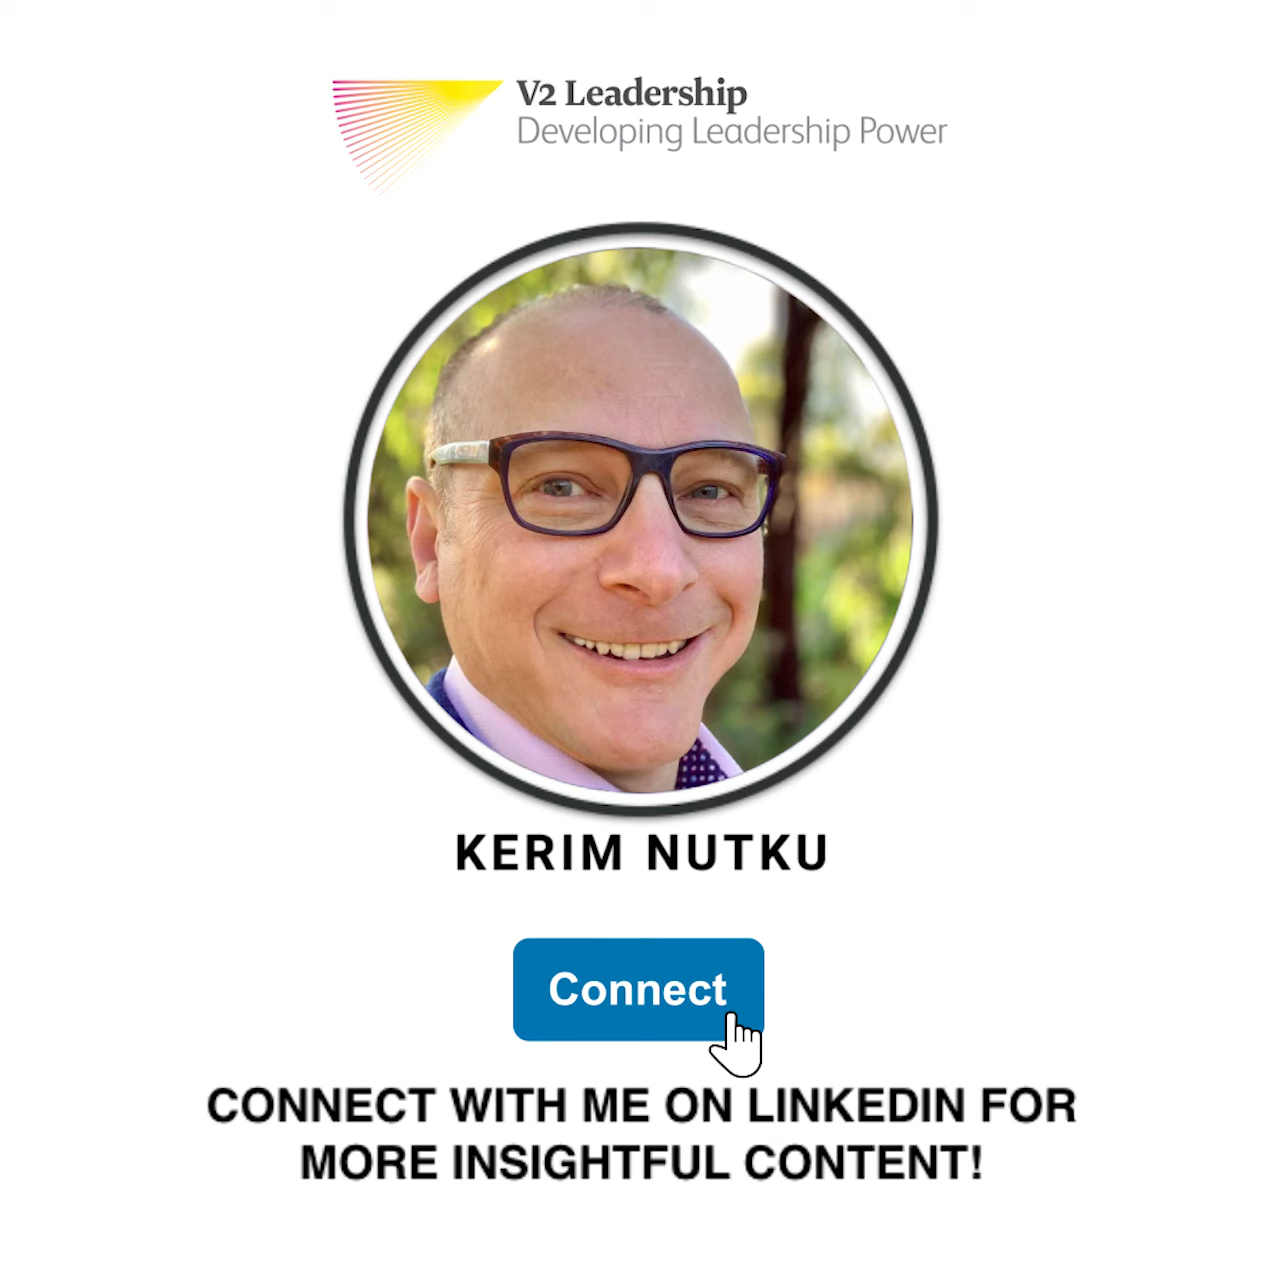 V2 Leadership
Developing Leadership Power
KERIM NUTKU
Connect
CONNECT WITH ME ON LINKEDIN FOR
MORE INSIGHTFUL CONTENT!